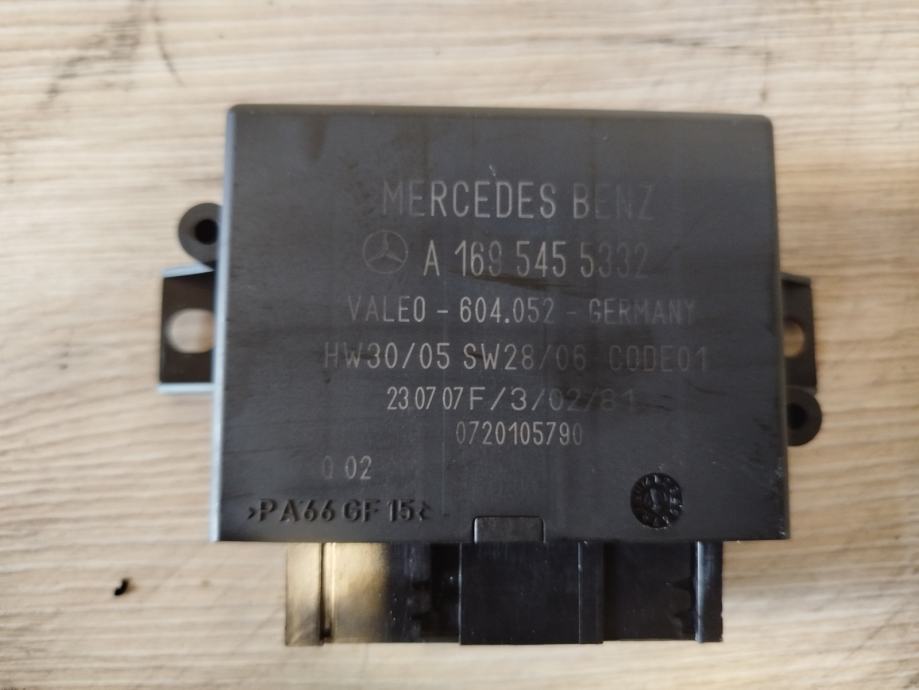 MERCEDES BENZ
A 169 545 5332
VALEO - 604.052 - GERMANY
HW30/05 SW28/06 CODE01
23 07 07 F/3/02/81
0720105790
Q 02
>PA66 GF 15<